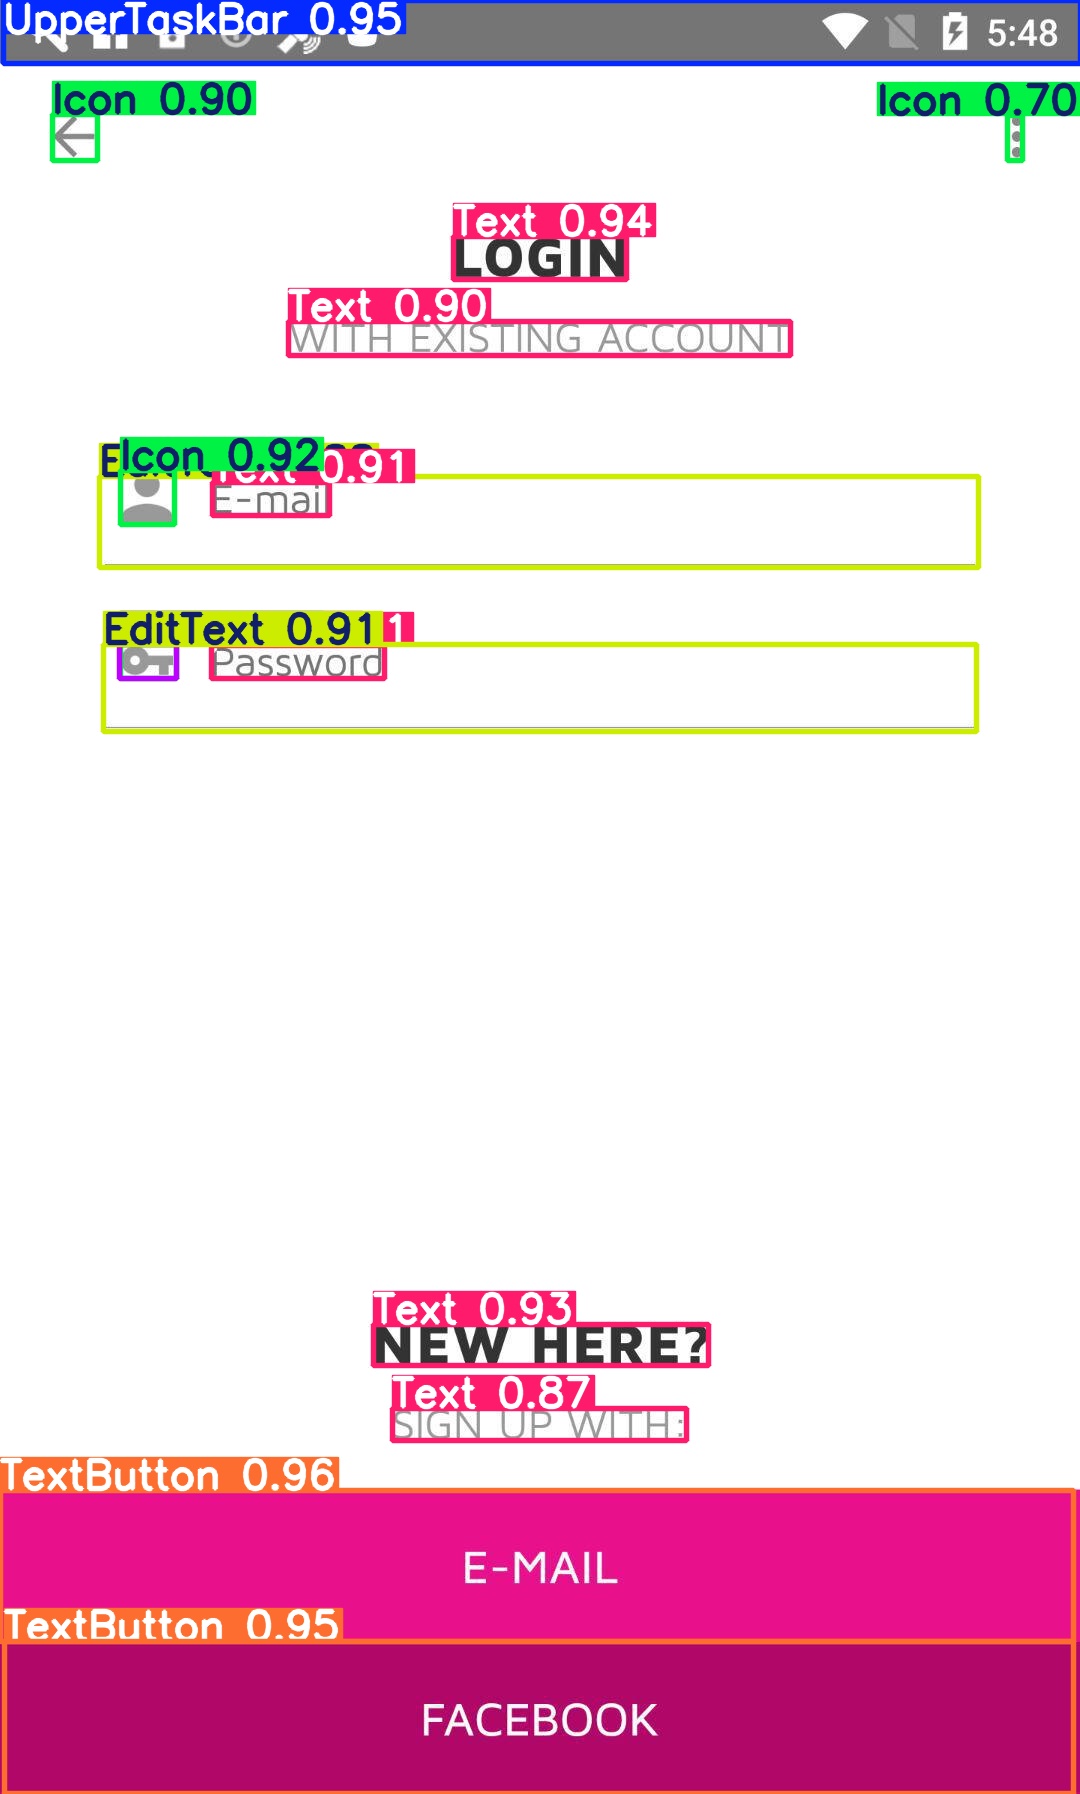 UpperTaskBar 0.95
5:48
Icon 0.90
Icon 0.70
Text 0.94
LOGIN
Text 0.90
WITH EXISTING ACCOUNT
Icon 0.92
Text 0.91
E-mail
EditText 0.91
Password
Text 0.93
NEW HERE?
Text 0.87
SIGN UP WITH:
TextButton 0.96
E-MAIL
TextButton 0.95
FACEBOOK